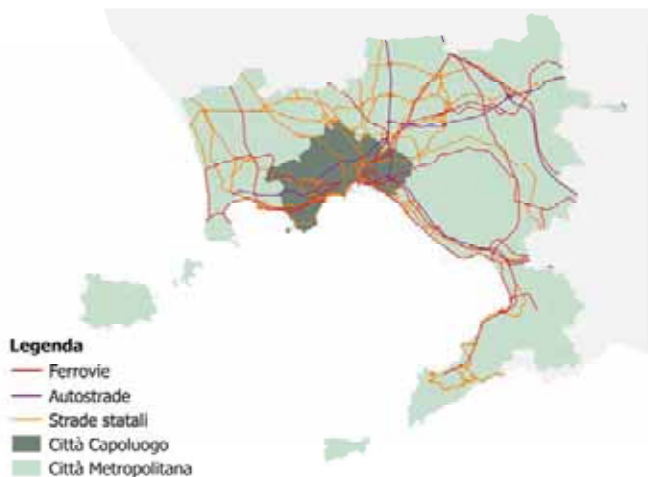 Legenda
Ferrovie
Autostrade
Strade statali
Città Capoluogo
Città Metropolitana